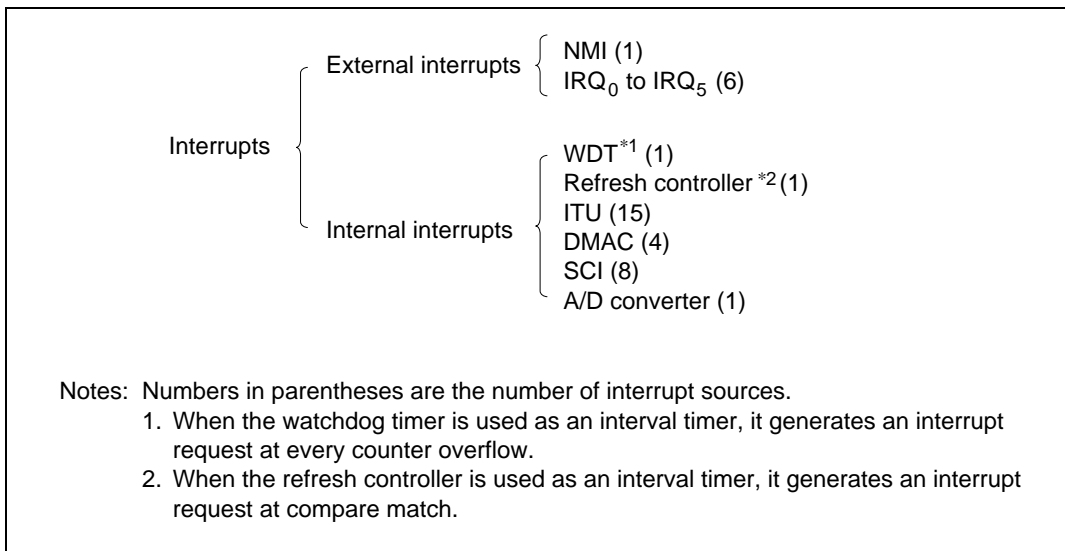 Interrupts
External interrupts
NMI (1)
IRQ0 to IRQ5 (6)
Internal interrupts
WDT*1 (1)
Refresh controller *2 (1)
ITU (15)
DMAC (4)
SCI (8)
A/D converter (1)
Notes: Numbers in parentheses are the number of interrupt sources.
1. When the watchdog timer is used as an interval timer, it generates an interrupt
request at every counter overflow.
2. When the refresh controller is used as an interval timer, it generates an interrupt
request at compare match.